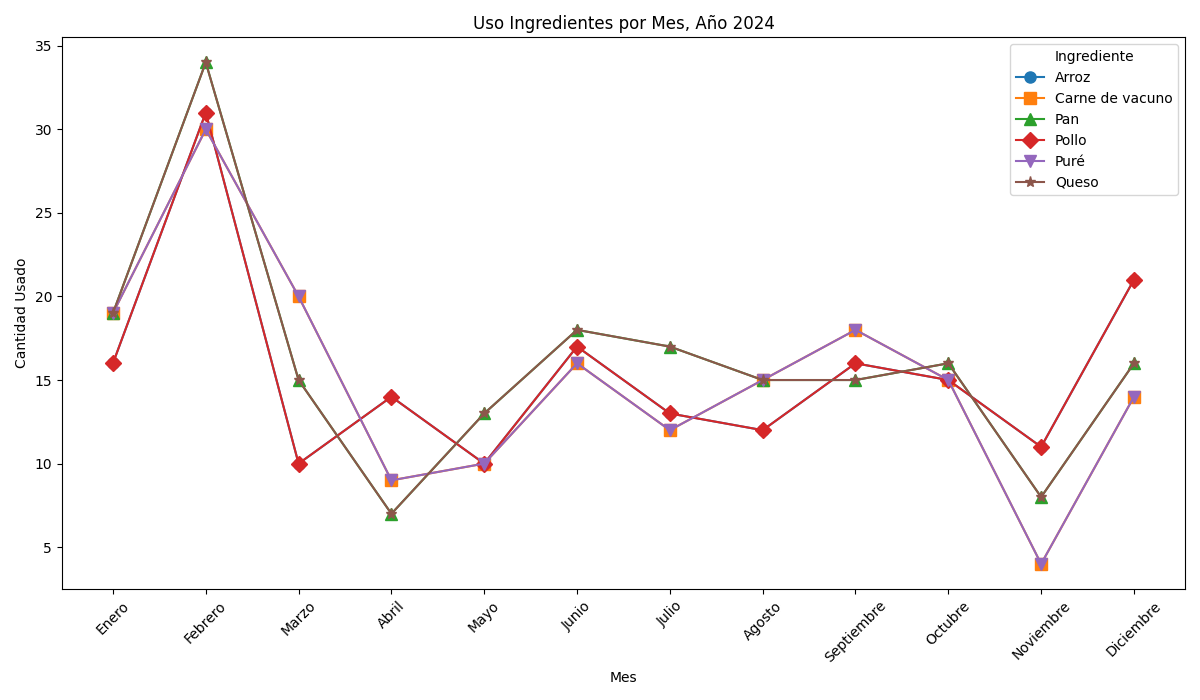 Uso Ingredientes por Mes, Año 2024
Ingrediente
Arroz
Carne de vacuno
Pan
Pollo
Puré
Queso
Cantidad Usado
35
30
25
20
15
10
5
Enero
Febrero
Marzo
Abril
Mayo
Junio
Julio
Agosto
Septiembre
Octubre
Noviembre
Diciembre
Mes